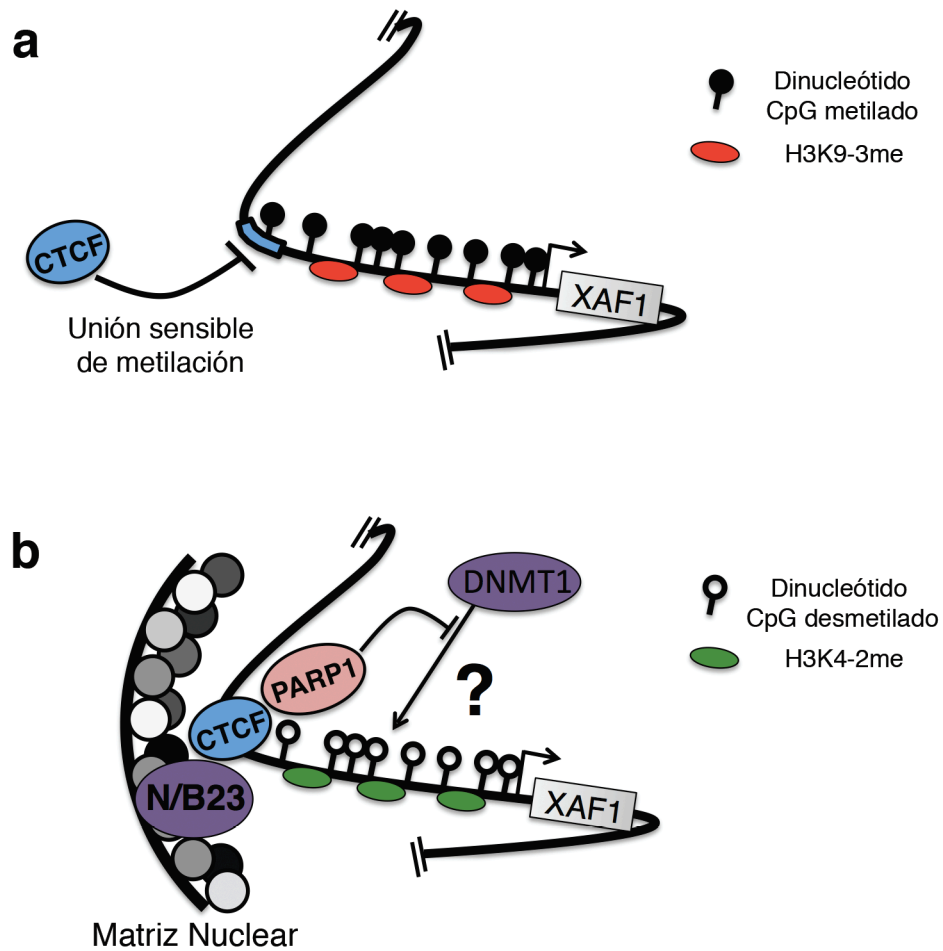 a
Dinucleótido
CpG metilado
H3K9-3me
CTCF
Unión sensible
de metilación
XAF1
b
DNMT1
Dinucleótido
CpG desmetilado
H3K4-2me
PARP1
?
CTCF
N/B23
XAF1
Matriz Nuclear